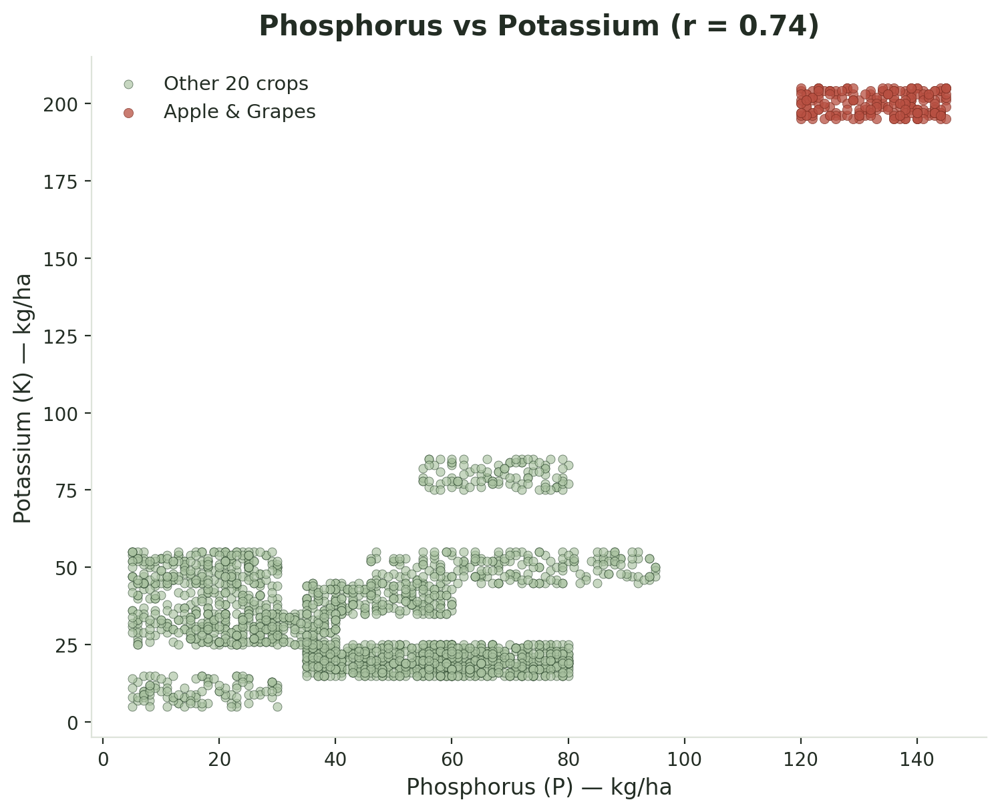 Phosphorus vs Potassium (r = 0.74)
Other 20 crops
Apple & Grapes
Potassium (K) — kg/ha
200
175
150
125
100
75
50
25
0
0 20 40 60 80 100 120 140
Phosphorus (P) — kg/ha